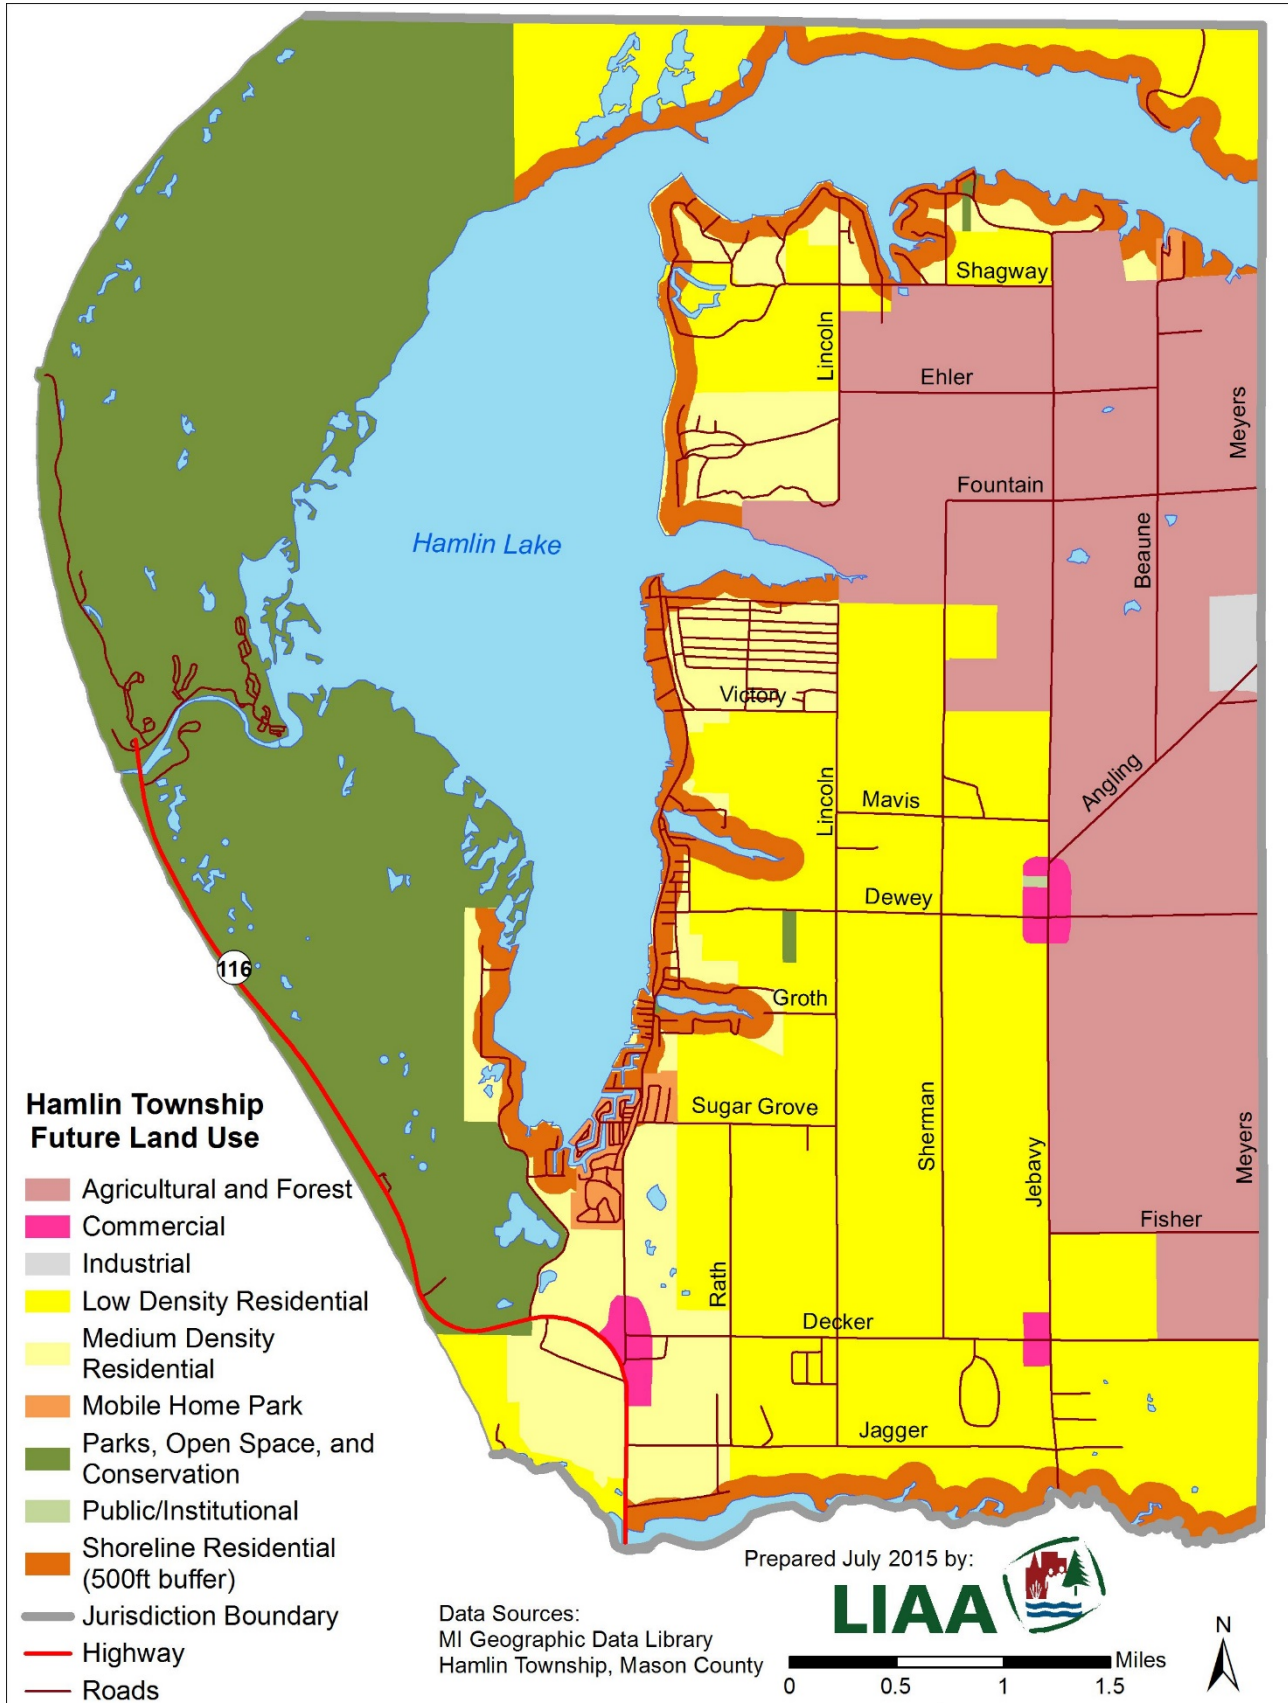 Shagway
Lincoln
Ehler
Meyers
Fountain
Hamlin Lake
Beaune
Victory
Angling
Lincoln
Mavis
Dewey
116
Groth
Hamlin Township
Future Land Use
Sugar Grove
Sherman
Jebavy
Meyers
Agricultural and Forest
Commercial
Fisher
Industrial
Rath
Low Density Residential
Decker
Medium Density
Residential
Mobile Home Park
Jagger
Parks, Open Space, and
Conservation
Public/Institutional
Shoreline Residential
(500ft buffer)
Jurisdiction Boundary
Highway
Roads
Data Sources:
MI Geographic Data Library
Hamlin Township, Mason County
Prepared July 2015 by:
LIAA
N
Miles
0 0.5 1 1.5